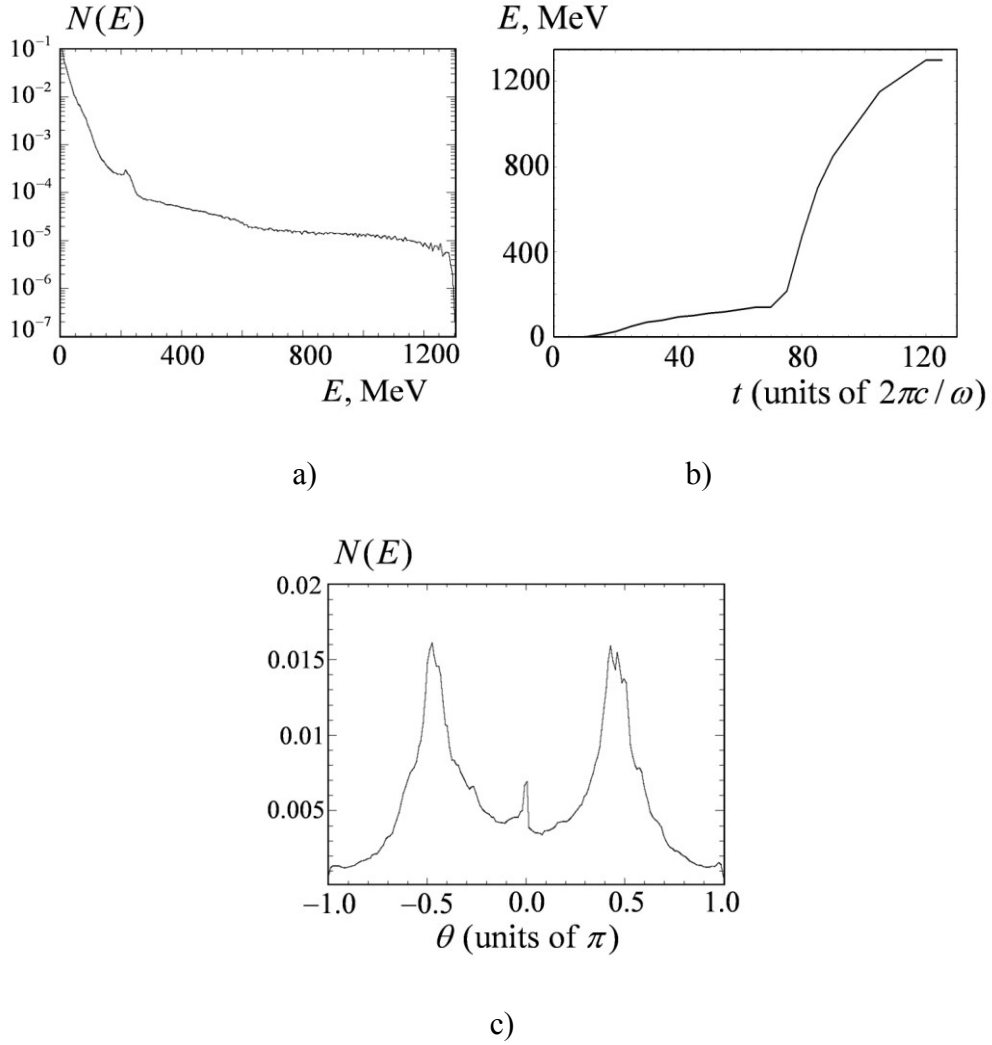 N(E)
10⁻¹
10⁻²
10⁻³
10⁻⁴
10⁻⁵
10⁻⁶
10⁻⁷
0 400 800 1200
E, MeV
a)
E, MeV
1200
800
400
0
0 40 80 120
t (units of 2πc/ω)
b)
N(E)
0.02
0.015
0.01
0.005
−1.0 −0.5 0.0 0.5 1.0
θ (units of π)
c)